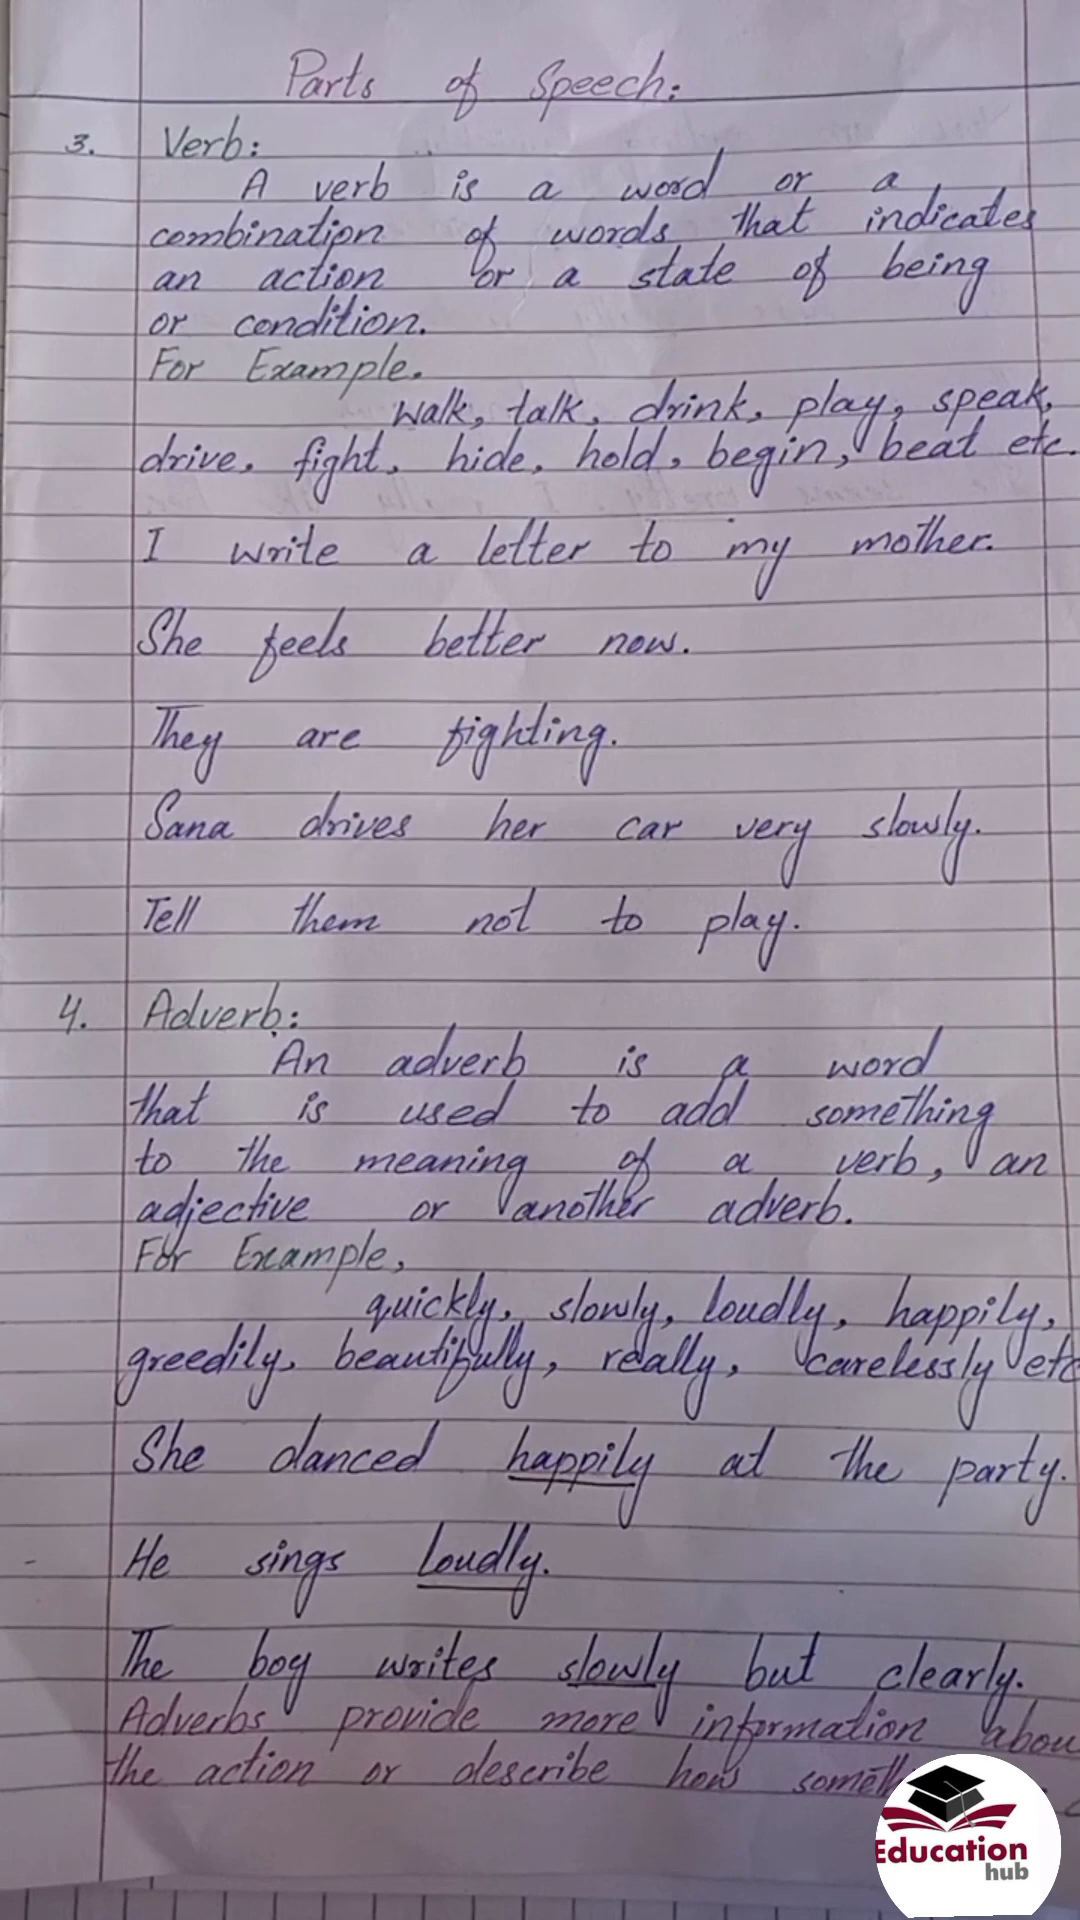 Parts of Speech:
3. Verb:
A verb is a word or a
combination of words that indicates
an action or a state of being
or condition.
For Example.
walk, talk, drink, play, speak,
drive, fight, hide, hold, begin, beat etc.
I write a letter to my mother.
She feels better now.
They are fighting.
Sana drives her car very slowly.
Tell them not to play.
4. Adverb:
An adverb is a word
that is used to add something
to the meaning of a verb, an
adjective or another adverb.
For Example,
quickly, slowly, loudly, happily,
greedily, beautifully, really, carelessly etc
She danced happily at the party.
He sings loudly.
The boy writes slowly but clearly.
Adverbs provide more information abou
the action or describe how someth
Education
hub